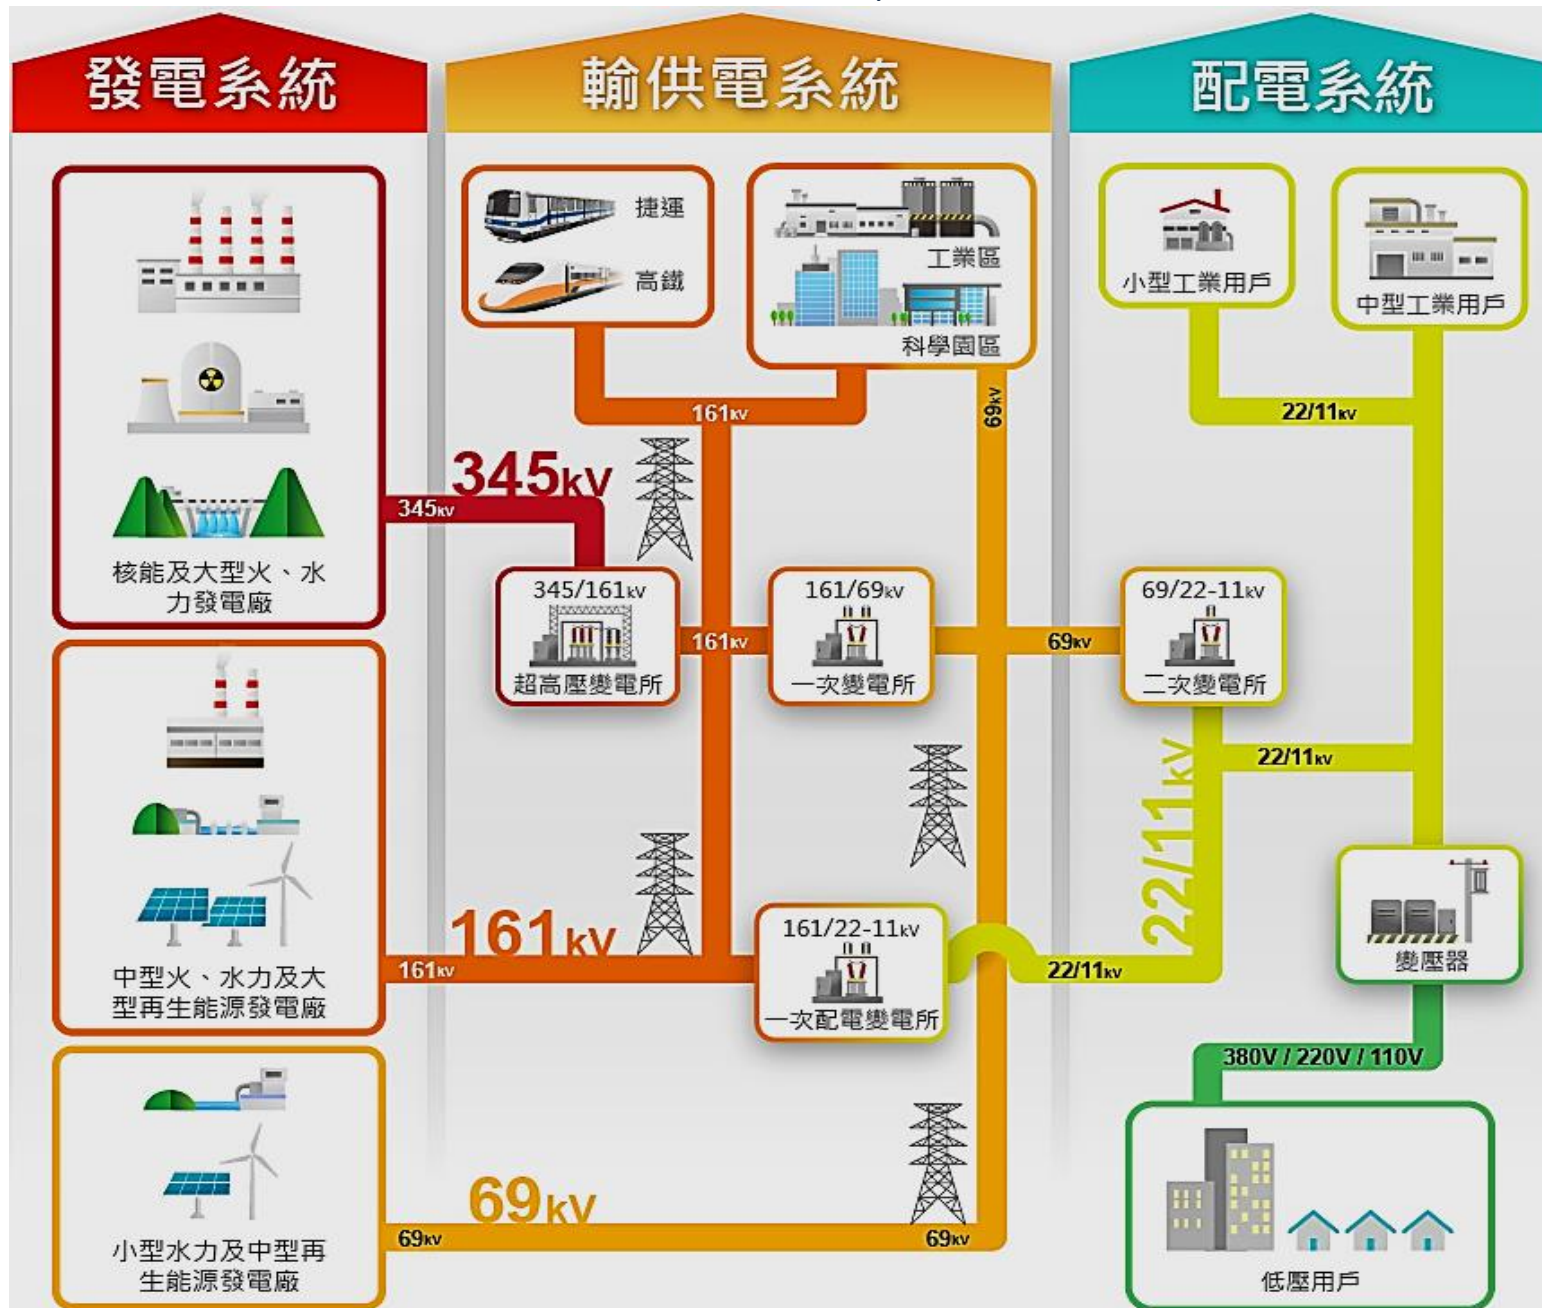 發電系統
輸供電系統
配電系統
捷運
高鐵
工業區
科學園區
小型工業用戶
中型工業用戶
161kV
69kV
22/11kV
345kV
345kV
核能及大型火、水
力發電廠
345/161kV
超高壓變電所
161kV
161/69kV
一次變電所
69kV
69/22-11kV
二次變電所
22/11kV
22/11kV
161kV
161kV
中型火、水力及大
型再生能源發電廠
161/22-11kV
一次配電變電所
22/11kV
變壓器
380V / 220V / 110V
69kV
69kV
69kV
小型水力及中型再
生能源發電廠
低壓用戶